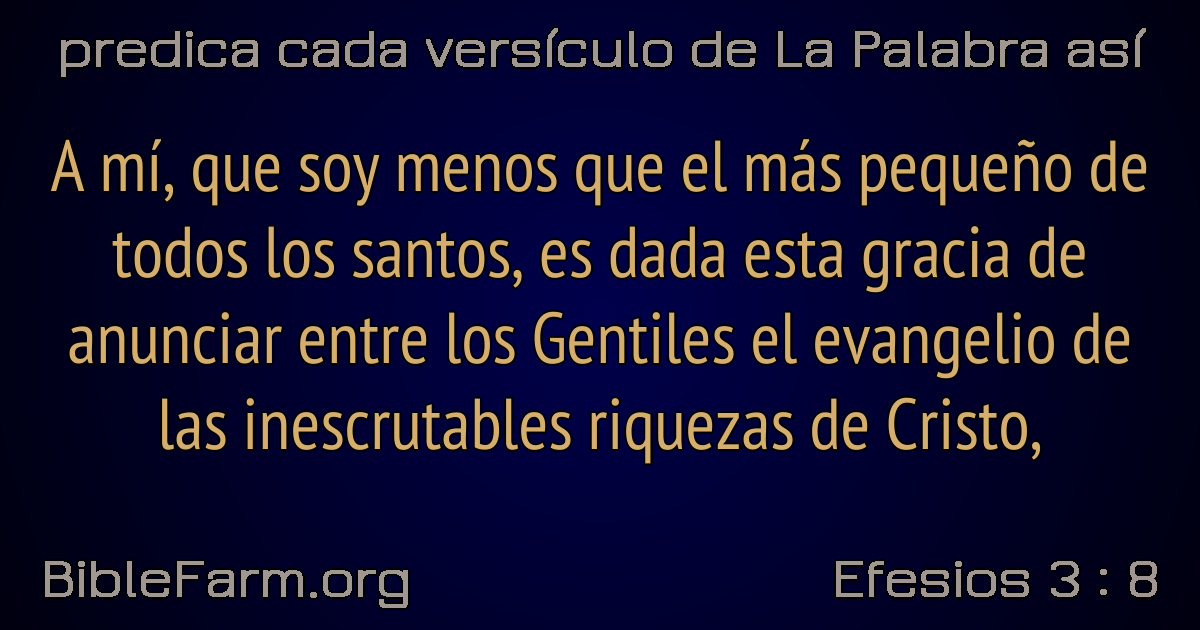 predica cada versículo de La Palabra así
A mí, que soy menos que el más pequeño de
todos los santos, es dada esta gracia de
anunciar entre los Gentiles el evangelio de
las inescrutables riquezas de Cristo,
BibleFarm.org
Efesios 3 : 8